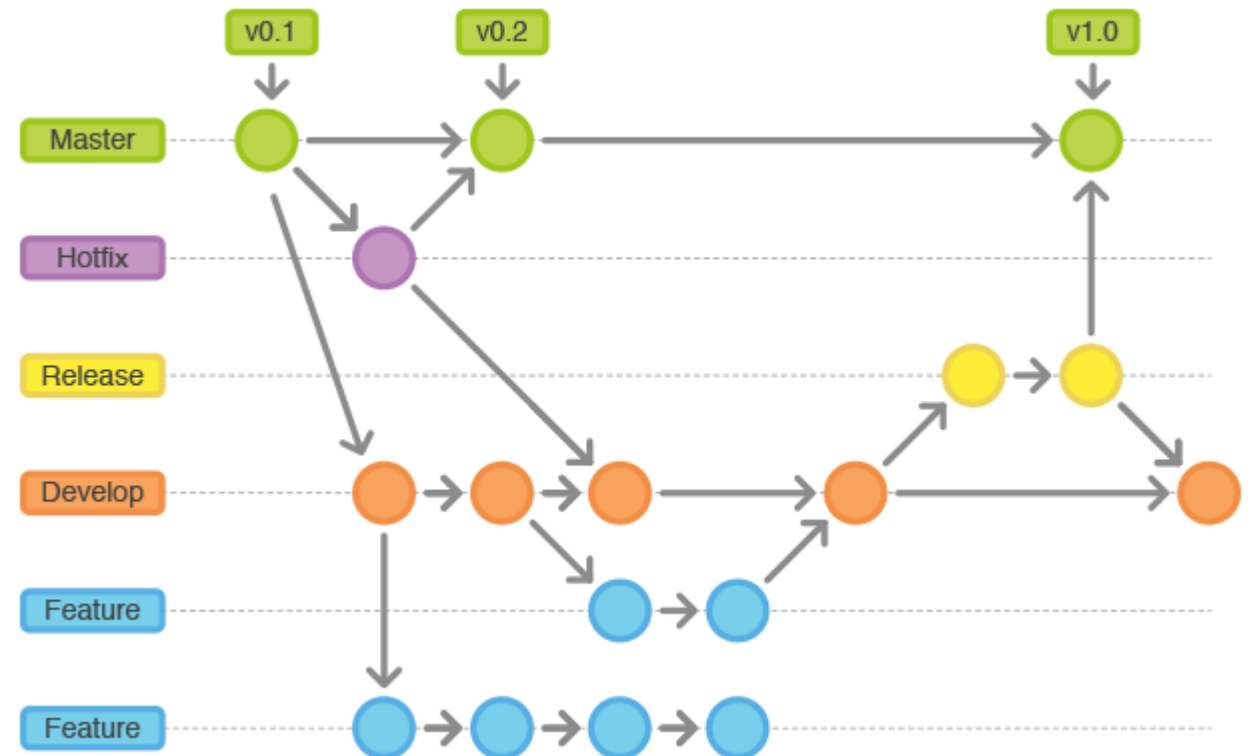 v0.1
v0.2
v1.0
Master
Hotfix
Release
Develop
Feature
Feature